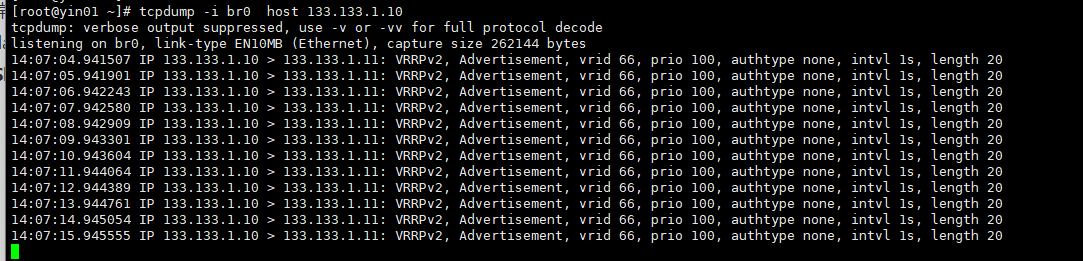 [root@yin01 ~]# tcpdump -i br0  host 133.133.1.10
tcpdump: verbose output suppressed, use -v or -vv for full protocol decode
listening on br0, link-type EN10MB (Ethernet), capture size 262144 bytes
14:07:04.941507 IP 133.133.1.10 > 133.133.1.11: VRRPv2, Advertisement, vrid 66, prio 100, authtype none, intvl 1s, length 20
14:07:05.941901 IP 133.133.1.10 > 133.133.1.11: VRRPv2, Advertisement, vrid 66, prio 100, authtype none, intvl 1s, length 20
14:07:06.942243 IP 133.133.1.10 > 133.133.1.11: VRRPv2, Advertisement, vrid 66, prio 100, authtype none, intvl 1s, length 20
14:07:07.942580 IP 133.133.1.10 > 133.133.1.11: VRRPv2, Advertisement, vrid 66, prio 100, authtype none, intvl 1s, length 20
14:07:08.942909 IP 133.133.1.10 > 133.133.1.11: VRRPv2, Advertisement, vrid 66, prio 100, authtype none, intvl 1s, length 20
14:07:09.943301 IP 133.133.1.10 > 133.133.1.11: VRRPv2, Advertisement, vrid 66, prio 100, authtype none, intvl 1s, length 20
14:07:10.943604 IP 133.133.1.10 > 133.133.1.11: VRRPv2, Advertisement, vrid 66, prio 100, authtype none, intvl 1s, length 20
14:07:11.944064 IP 133.133.1.10 > 133.133.1.11: VRRPv2, Advertisement, vrid 66, prio 100, authtype none, intvl 1s, length 20
14:07:12.944389 IP 133.133.1.10 > 133.133.1.11: VRRPv2, Advertisement, vrid 66, prio 100, authtype none, intvl 1s, length 20
14:07:13.944761 IP 133.133.1.10 > 133.133.1.11: VRRPv2, Advertisement, vrid 66, prio 100, authtype none, intvl 1s, length 20
14:07:14.945054 IP 133.133.1.10 > 133.133.1.11: VRRPv2, Advertisement, vrid 66, prio 100, authtype none, intvl 1s, length 20
14:07:15.945555 IP 133.133.1.10 > 133.133.1.11: VRRPv2, Advertisement, vrid 66, prio 100, authtype none, intvl 1s, length 20